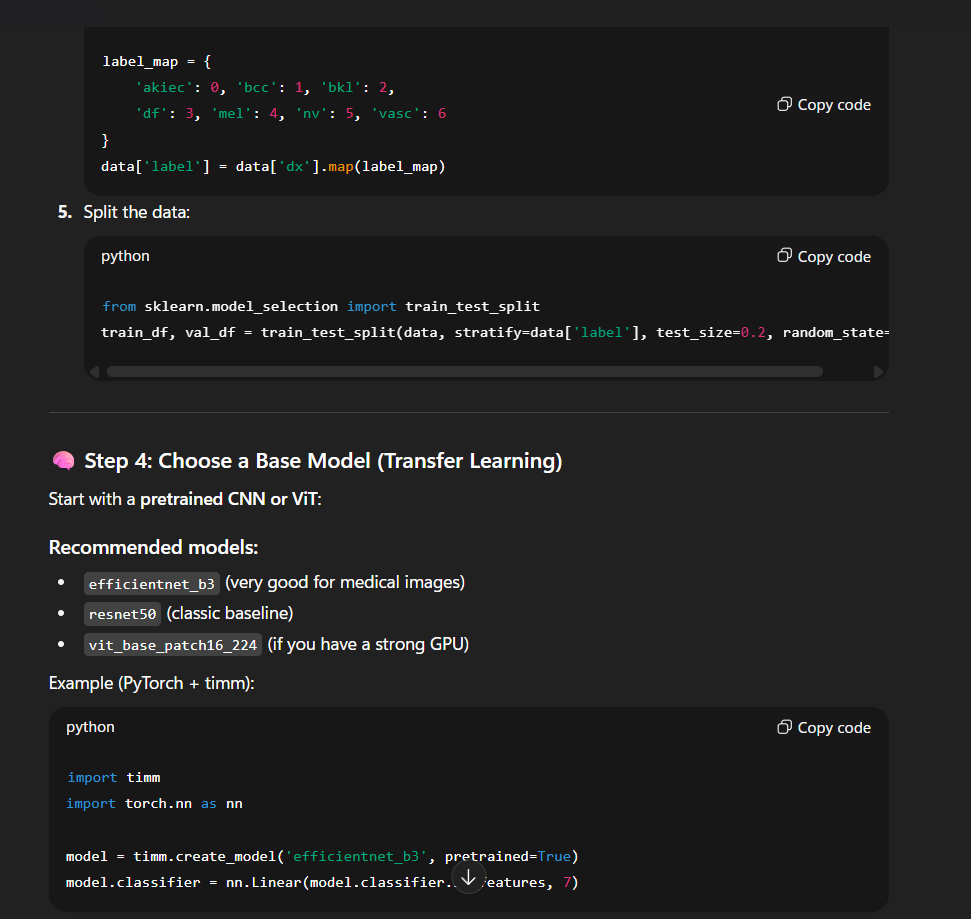 label_map = {
'akiec': 0, 'bcc': 1, 'bkl': 2,
Copy code
'df': 3, 'mel': 4, 'nv': 5, 'vasc': 6
}
data['label'] = data['dx'].map(label_map)
5. Split the data:
python
Copy code
from sklearn.model_selection import train_test_split
train_df, val_df = train_test_split(data, stratify=data['label'], test_size=0.2, random_state=
Step 4: Choose a Base Model (Transfer Learning)
Start with a pretrained CNN or ViT:
Recommended models:
• efficientnet_b3 (very good for medical images)
• resnet50 (classic baseline)
• vit_base_patch16_224 (if you have a strong GPU)
Example (PyTorch + timm):
python
Copy code
import timm
import torch.nn as nn
model = timm.create_model('efficientnet_b3', pretrained=True)
model.classifier = nn.Linear(model.classifier. eatures, 7)